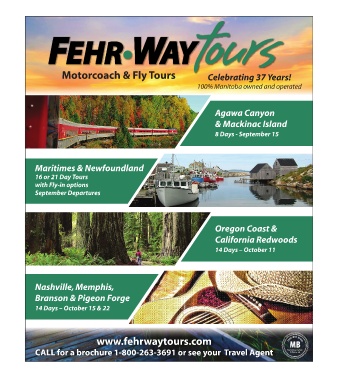 FEHR•WAY tours
Motorcoach & Fly Tours
Celebrating 37 Years!
100% Manitoba owned and operated
Agawa Canyon
& Mackinac Island
8 Days - September 15
Maritimes & Newfoundland
16 or 21 Day Tours
with Fly-in options
September Departures
Oregon Coast &
California Redwoods
14 Days – October 11
Nashville, Memphis,
Branson & Pigeon Forge
14 Days – October 15 & 22
www.fehrwaytours.com
CALL for a brochure 1-800-263-3691 or see your Travel Agent
MB